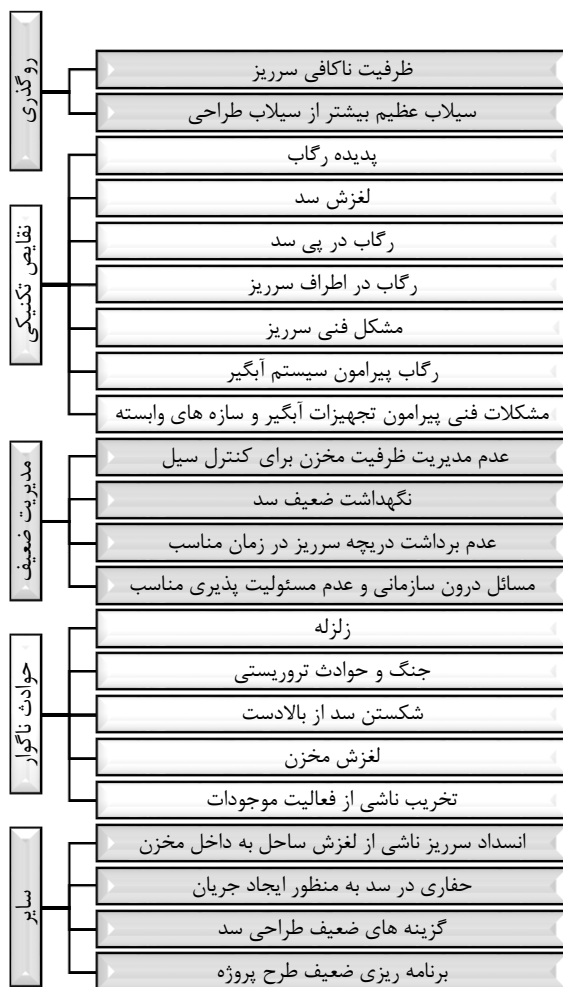 روگذری
ظرفیت ناکافی سرریز
سیلاب عظیم بیشتر از سیلاب طراحی
نقایص تکنیکی
پدیده رگاب
لغزش سد
رگاب در پی سد
رگاب در اطراف سرریز
مشکل فنی سرریز
رگاب پیرامون سیستم آبگیر
مشکلات فنی پیرامون تجهیزات آبگیر و سازه های وابسته
مدیریت ضعیف
عدم مدیریت ظرفیت مخزن برای کنترل سیل
نگهداشت ضعیف سد
عدم برداشت دریچه سرریز در زمان مناسب
مسائل درون سازمانی و عدم مسئولیت پذیری مناسب
حوادث ناگوار
زلزله
جنگ و حوادث تروریستی
شکستن سد از بالادست
لغزش مخزن
تخریب ناشی از فعالیت موجودات
سایر
انسداد سرریز ناشی از لغزش ساحل به داخل مخزن
حفاری در سد به منظور ایجاد جریان
گزینه های ضعیف طراحی سد
برنامه ریزی ضعیف طرح پروژه